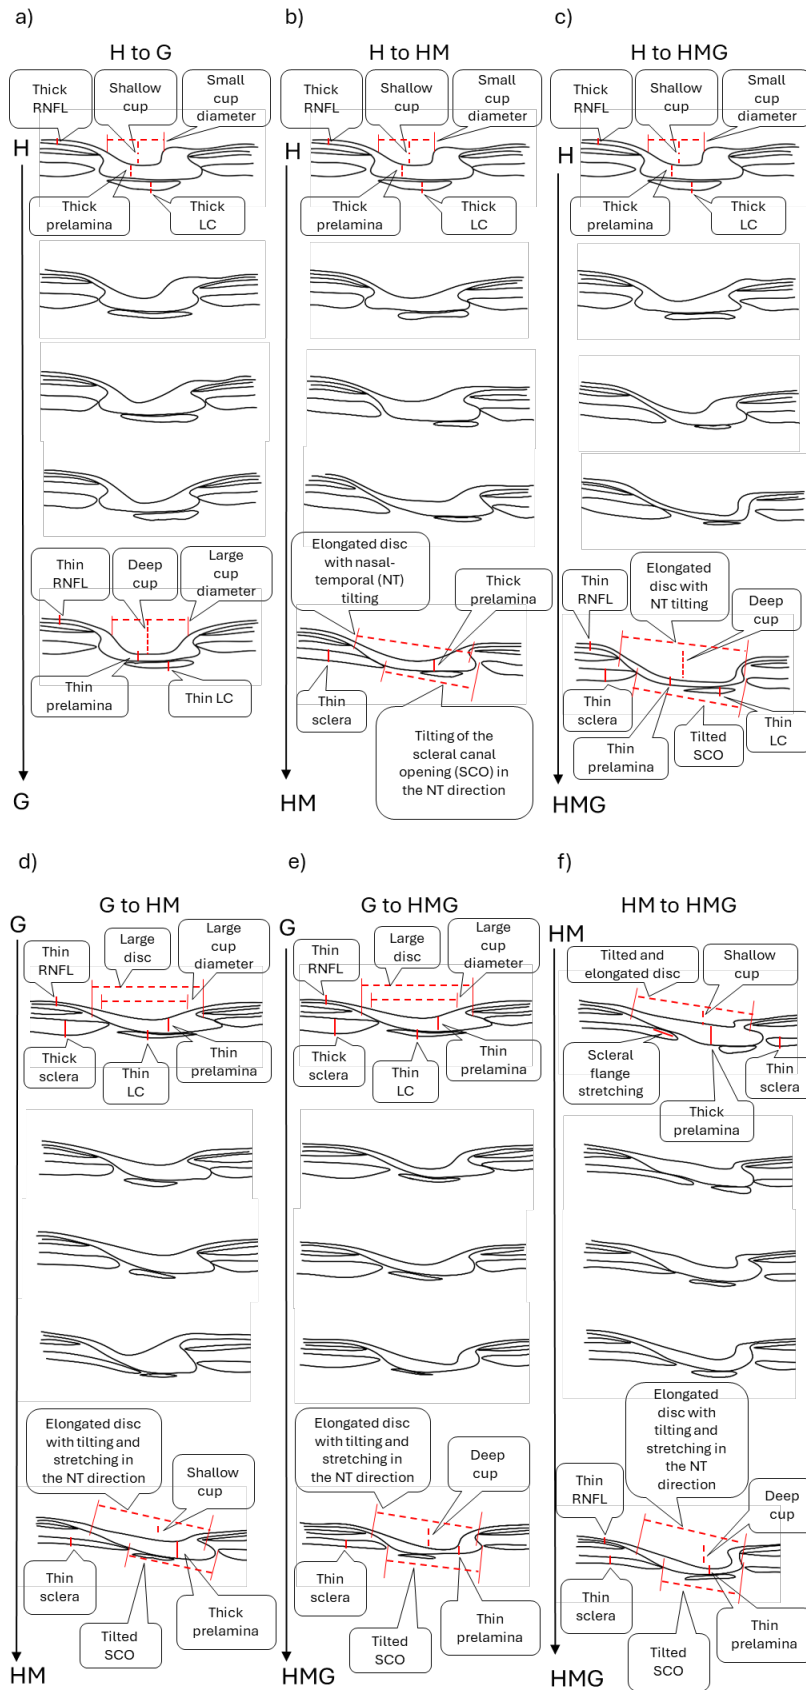 a)
H to G
Thick
RNFL
Shallow
cup
Small
cup
diameter
H
Thick
prelamina
Thick
LC
Thin
RNFL
Deep
cup
Large
cup
diameter
Thin
prelamina
Thin LC
G
b)
H to HM
Thick
RNFL
Shallow
cup
Small
cup
diameter
H
Thick
prelamina
Thick
LC
Elongated disc
with nasal-
temporal (NT)
tilting
Thick
prelamina
Thin
sclera
Tilting of the
scleral canal
opening (SCO) in
the NT direction
HM
c)
H to HMG
Thick
RNFL
Shallow
cup
Small
cup
diameter
H
Thick
prelamina
Thick
LC
Thin
RNFL
Elongated
disc with
NT tilting
Deep
cup
Thin
sclera
Thin
prelamina
Tilted
SCO
Thin
LC
HMG
d)
G to HM
G
Thin
RNFL
Large
disc
Large
cup
diameter
Thick
sclera
Thin
LC
Thin
prelamina
Elongated disc
with tilting and
stretching in
the NT direction
Shallow
cup
Thin
sclera
Tilted
SCO
Thick
prelamina
HM
e)
G to HMG
G
Thin
RNFL
Large
disc
Large
cup
diameter
Thick
sclera
Thin
LC
Thin
prelamina
Elongated disc
with tilting and
stretching in
the NT direction
Deep
cup
Thin
sclera
Tilted
SCO
Thin
prelamina
HMG
f)
HM to HMG
HM
Tilted and
elongated disc
Shallow
cup
Scleral
flange
stretching
Thick
prelamina
Thin
sclera
Elongated
disc with
tilting and
stretching in
the NT
direction
Thin
RNFL
Deep
cup
Thin
sclera
Tilted
SCO
Thin
prelamina
HMG